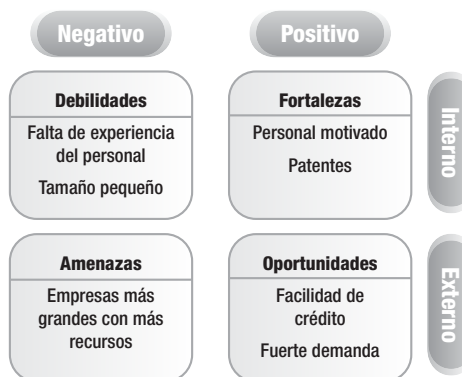 Negativo
Positivo
Debilidades
Falta de experiencia
del personal
Tamaño pequeño
Fortalezas
Personal motivado
Patentes
Interno
Amenazas
Empresas más
grandes con más
recursos
Oportunidades
Facilidad de
crédito
Fuerte demanda
Externo